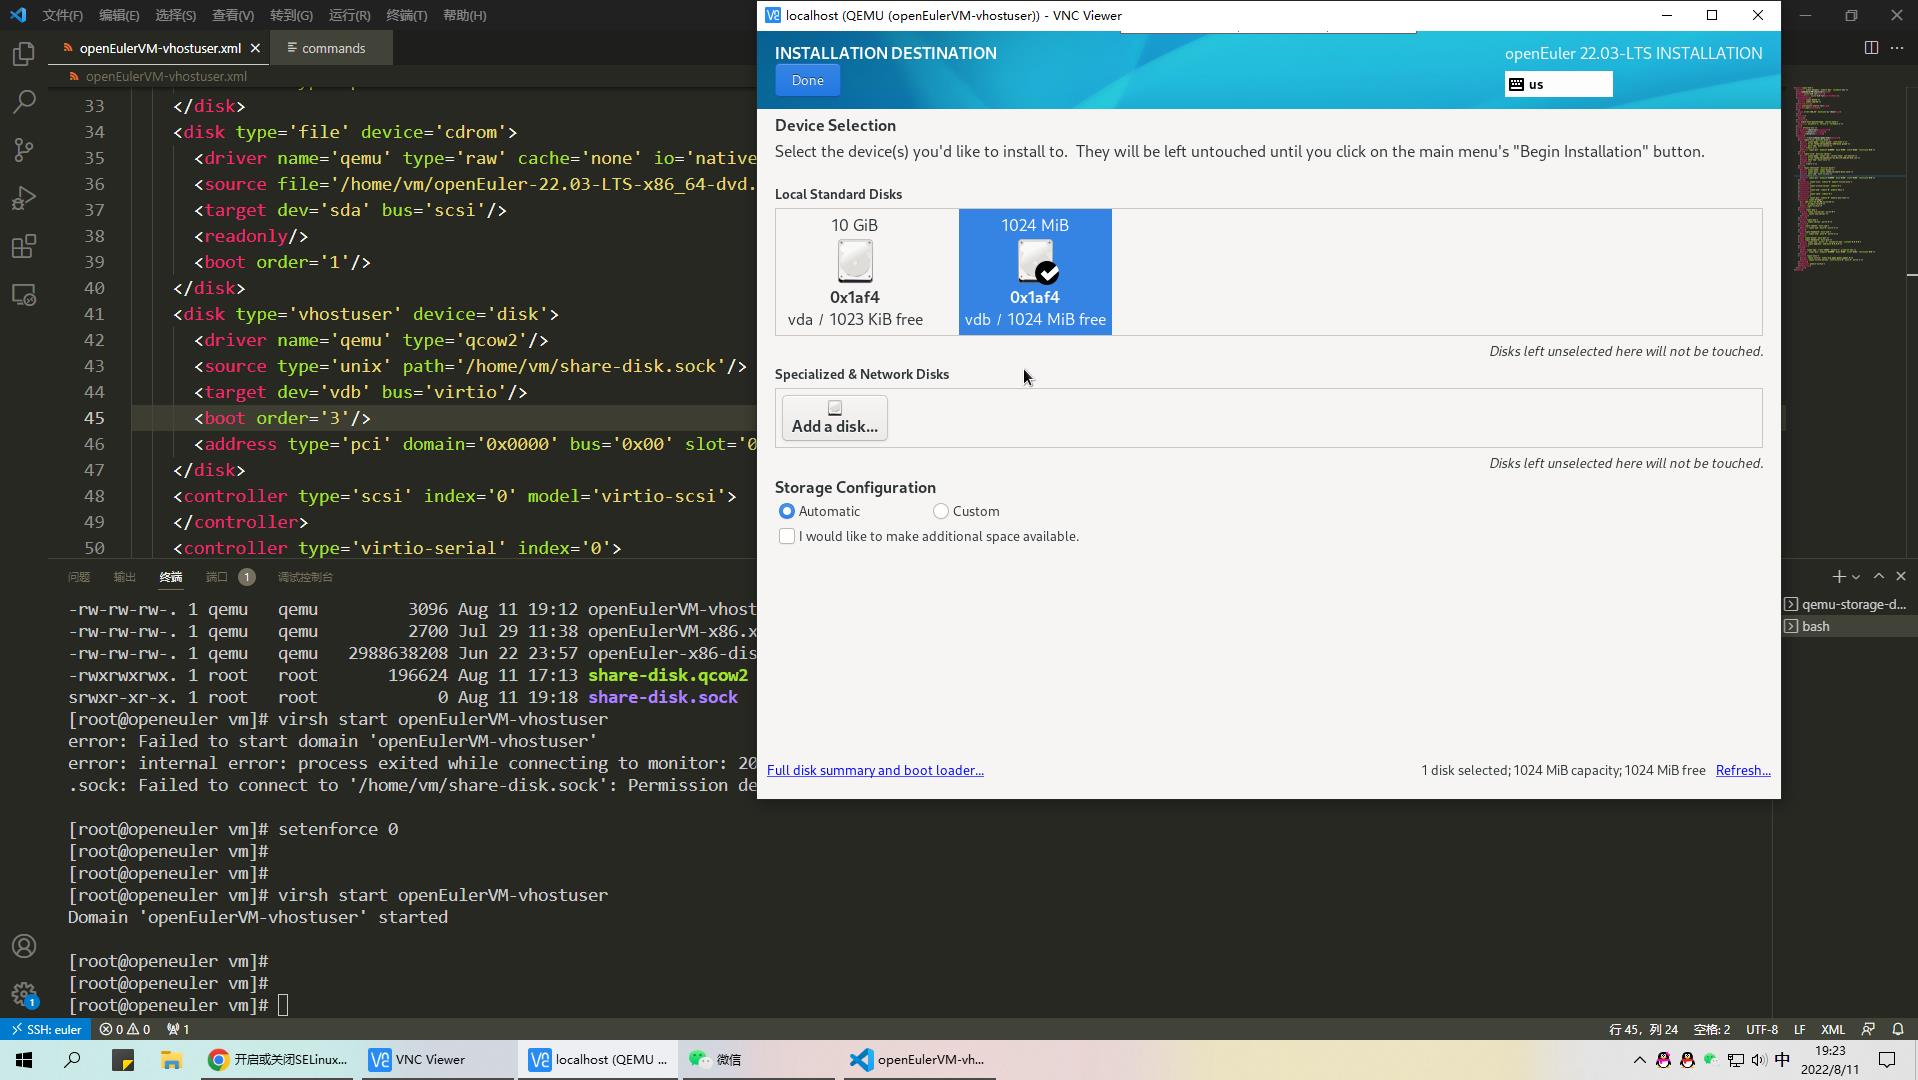 文件(F) 编辑(E) 选择(S) 查看(V) 转到(G) 运行(R) 终端(T) 帮助(H)
openEulerVM-vhostuser.xml
commands
openEulerVM-vhostuser.xml
33 </disk>
34 <disk type='file' device='cdrom'>
35 <driver name='qemu' type='raw' cache='none' io='native
36 <source file='/home/vm/openEuler-22.03-LTS-x86_64-dvd.
37 <target dev='sda' bus='scsi'/>
38 <readonly/>
39 <boot order='1'/>
40 </disk>
41 <disk type='vhostuser' device='disk'>
42 <driver name='qemu' type='qcow2'/>
43 <source type='unix' path='/home/vm/share-disk.sock'/>
44 <target dev='vdb' bus='virtio'/>
45 <boot order='3'/>
46 <address type='pci' domain='0x0000' bus='0x00' slot='0
47 </disk>
48 <controller type='scsi' index='0' model='virtio-scsi'>
49 </controller>
50 <controller type='virtio-serial' index='0'>
问题 输出 终端 端口 1 调试控制台
-rw-rw-rw-. 1 qemu qemu 3096 Aug 11 19:12 openEulerVM-vhost
-rw-rw-rw-. 1 qemu qemu 2700 Jul 29 11:38 openEulerVM-x86.x
-rw-rw-rw-. 1 qemu qemu 2988638208 Jun 22 23:57 openEuler-x86-dis
-rwxrwxrwx. 1 root root 196624 Aug 11 17:13 share-disk.qcow2
srwxr-xr-x. 1 root root 0 Aug 11 19:18 share-disk.sock
[root@openeuler vm]# virsh start openEulerVM-vhostuser
error: Failed to start domain 'openEulerVM-vhostuser'
error: internal error: process exited while connecting to monitor: 20
.sock: Failed to connect to '/home/vm/share-disk.sock': Permission de
[root@openeuler vm]# setenforce 0
[root@openeuler vm]#
[root@openeuler vm]#
[root@openeuler vm]# virsh start openEulerVM-vhostuser
Domain 'openEulerVM-vhostuser' started
[root@openeuler vm]#
[root@openeuler vm]#
[root@openeuler vm]#
qemu-storage-d...
bash
localhost (QEMU (openEulerVM-vhostuser)) - VNC Viewer
INSTALLATION DESTINATION
openEuler 22.03-LTS INSTALLATION
Done
us
Device Selection
Select the device(s) you'd like to install to. They will be left untouched until you click on the main menu's "Begin Installation" button.
Local Standard Disks
10 GiB
0x1af4
vda / 1023 KiB free
1024 MiB
0x1af4
vdb / 1024 MiB free
Disks left unselected here will not be touched.
Specialized & Network Disks
Add a disk...
Disks left unselected here will not be touched.
Storage Configuration
Automatic
Custom
I would like to make additional space available.
Full disk summary and boot loader...
1 disk selected; 1024 MiB capacity; 1024 MiB free
Refresh...
1
SSH: euler
0 0
1
行 45，列 24
空格: 2
UTF-8
LF
XML
开启或关闭SELinux...
VNC Viewer
localhost (QEMU ...
微信
openEulerVM-vh...
中
19:23
2022/8/11